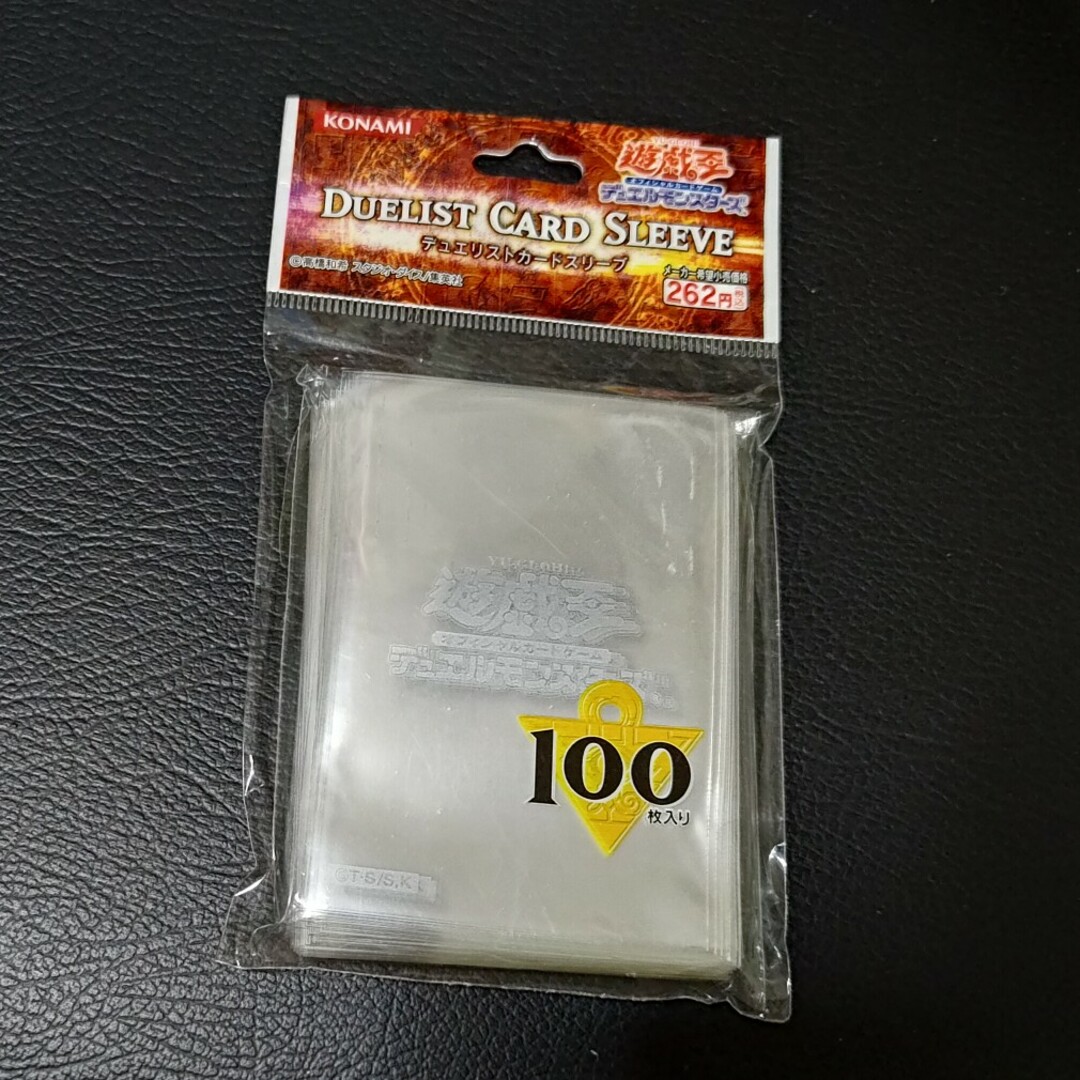 KONAMI
YU-GI-OH!
遊戯王
オフィシャルカードゲーム
デュエルモンスターズ
DUELIST CARD SLEEVE
デュエリストカードスリーブ
©高橋和希 スタジオ・ダイス/集英社
メーカー希望小売価格
262円税込
YU-GI-OH!
遊戯王
オフィシャルカードゲーム
デュエルモンスターズ
100
枚入り